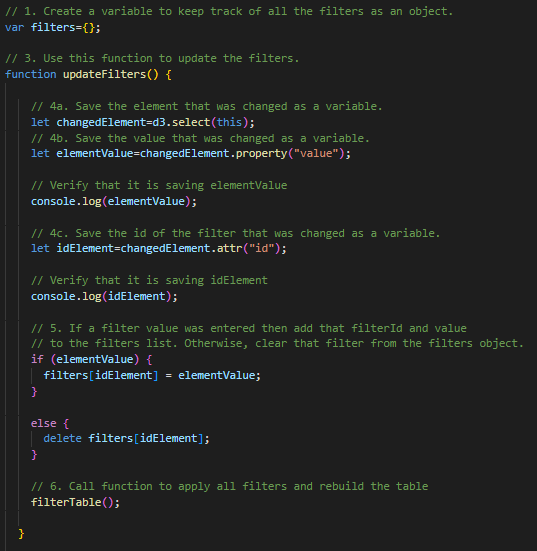 // 1. Create a variable to keep track of all the filters as an object.
var filters={};
// 3. Use this function to update the filters.
function updateFilters() {
// 4a. Save the element that was changed as a variable.
let changedElement=d3.select(this);
// 4b. Save the value that was changed as a variable.
let elementValue=changedElement.property("value");
// Verify that it is saving elementValue
console.log(elementValue);
// 4c. Save the id of the filter that was changed as a variable.
let idElement=changedElement.attr("id");
// Verify that it is saving idElement
console.log(idElement);
// 5. If a filter value was entered then add that filterId and value
// to the filters list. Otherwise, clear that filter from the filters object.
if (elementValue) {
filters[idElement] = elementValue;
}
else {
delete filters[idElement];
}
// 6. Call function to apply all filters and rebuild the table
filterTable();
}